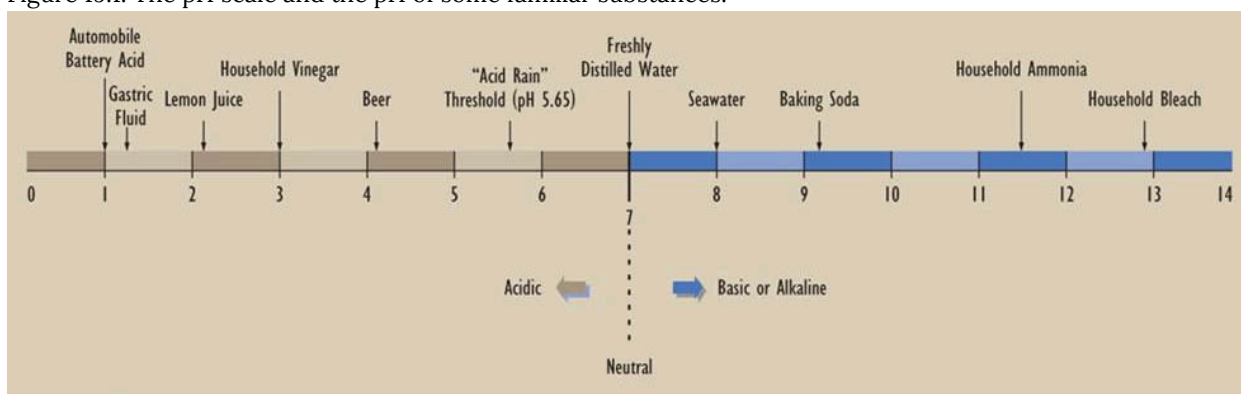 Automobile
Battery Acid
Gastric
Fluid
Lemon Juice
Household Vinegar
Beer
“Acid Rain”
Threshold (pH 5.65)
Freshly
Distilled Water
Seawater
Baking Soda
Household Ammonia
Household Bleach
0 1 2 3 4 5 6 7 8 9 10 11 12 13 14
Acidic
Basic or Alkaline
Neutral